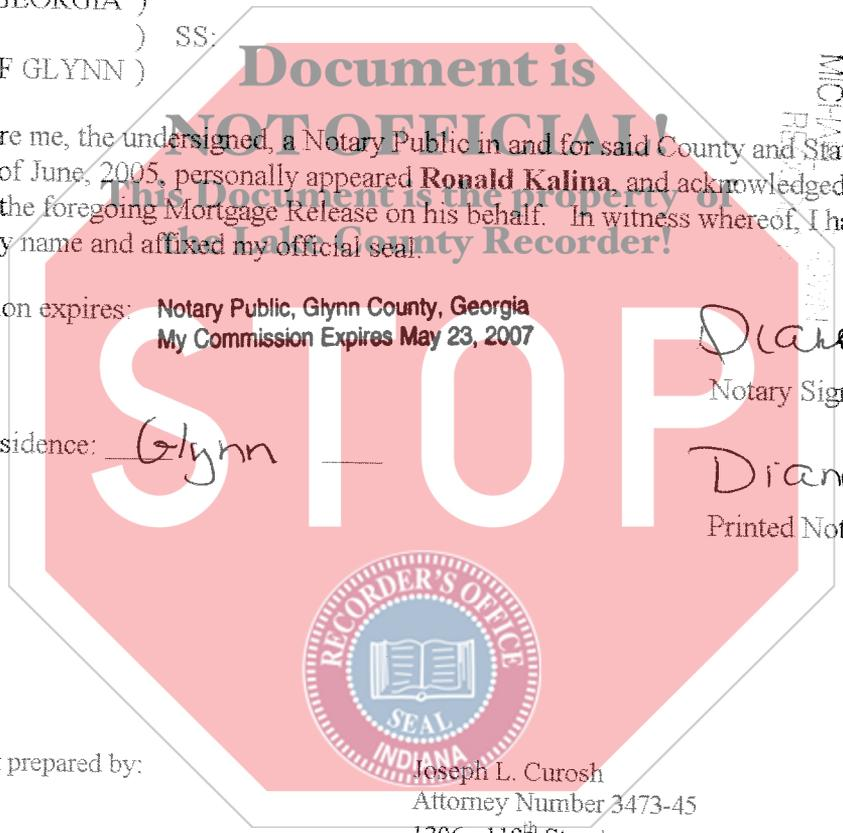 GEORGIA )
) SS:
F GLYNN )
Document is
NOT OFFICIAL!
This Document is the property of
the Lake County Recorder!
re me, the undersigned, a Notary Public in and for said County and Sta
of June, 2005, personally appeared Ronald Kalina, and acknowledged
the foregoing Mortgage Release on his behalf. In witness whereof, I ha
y name and affixed my official seal.
on expires: Notary Public, Glynn County, Georgia
My Commission Expires May 23, 2007
STOP
Dian
Notary Sig
sidence: Glynn
Dian
Printed Not
RECORDER'S OFFICE
SEAL
INDIANA
prepared by:
Joseph L. Curosh
Attorney Number 3473-45